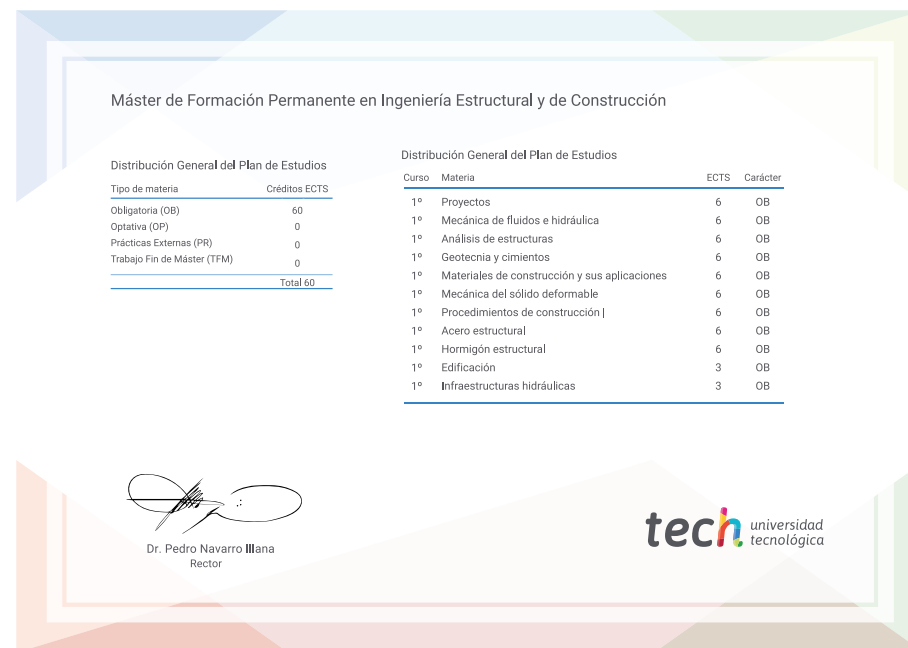 Máster de Formación Permanente en Ingeniería Estructural y de Construcción
Distribución General del Plan de Estudios
Tipo de materia Créditos ECTS
Obligatoria (OB) 60
Optativa (OP) 0
Prácticas Externas (PR) 0
Trabajo Fin de Máster (TFM) 0
Total 60
Distribución General del Plan de Estudios
Curso Materia ECTS Carácter
1º Proyectos 6 OB
1º Mecánica de fluidos e hidráulica 6 OB
1º Análisis de estructuras 6 OB
1º Geotecnia y cimientos 6 OB
1º Materiales de construcción y sus aplicaciones 6 OB
1º Mecánica del sólido deformable 6 OB
1º Procedimientos de construcción I 6 OB
1º Acero estructural 6 OB
1º Hormigón estructural 6 OB
1º Edificación 3 OB
1º Infraestructuras hidráulicas 3 OB
Dr. Pedro Navarro Illana
Rector
tech universidad
tecnológica